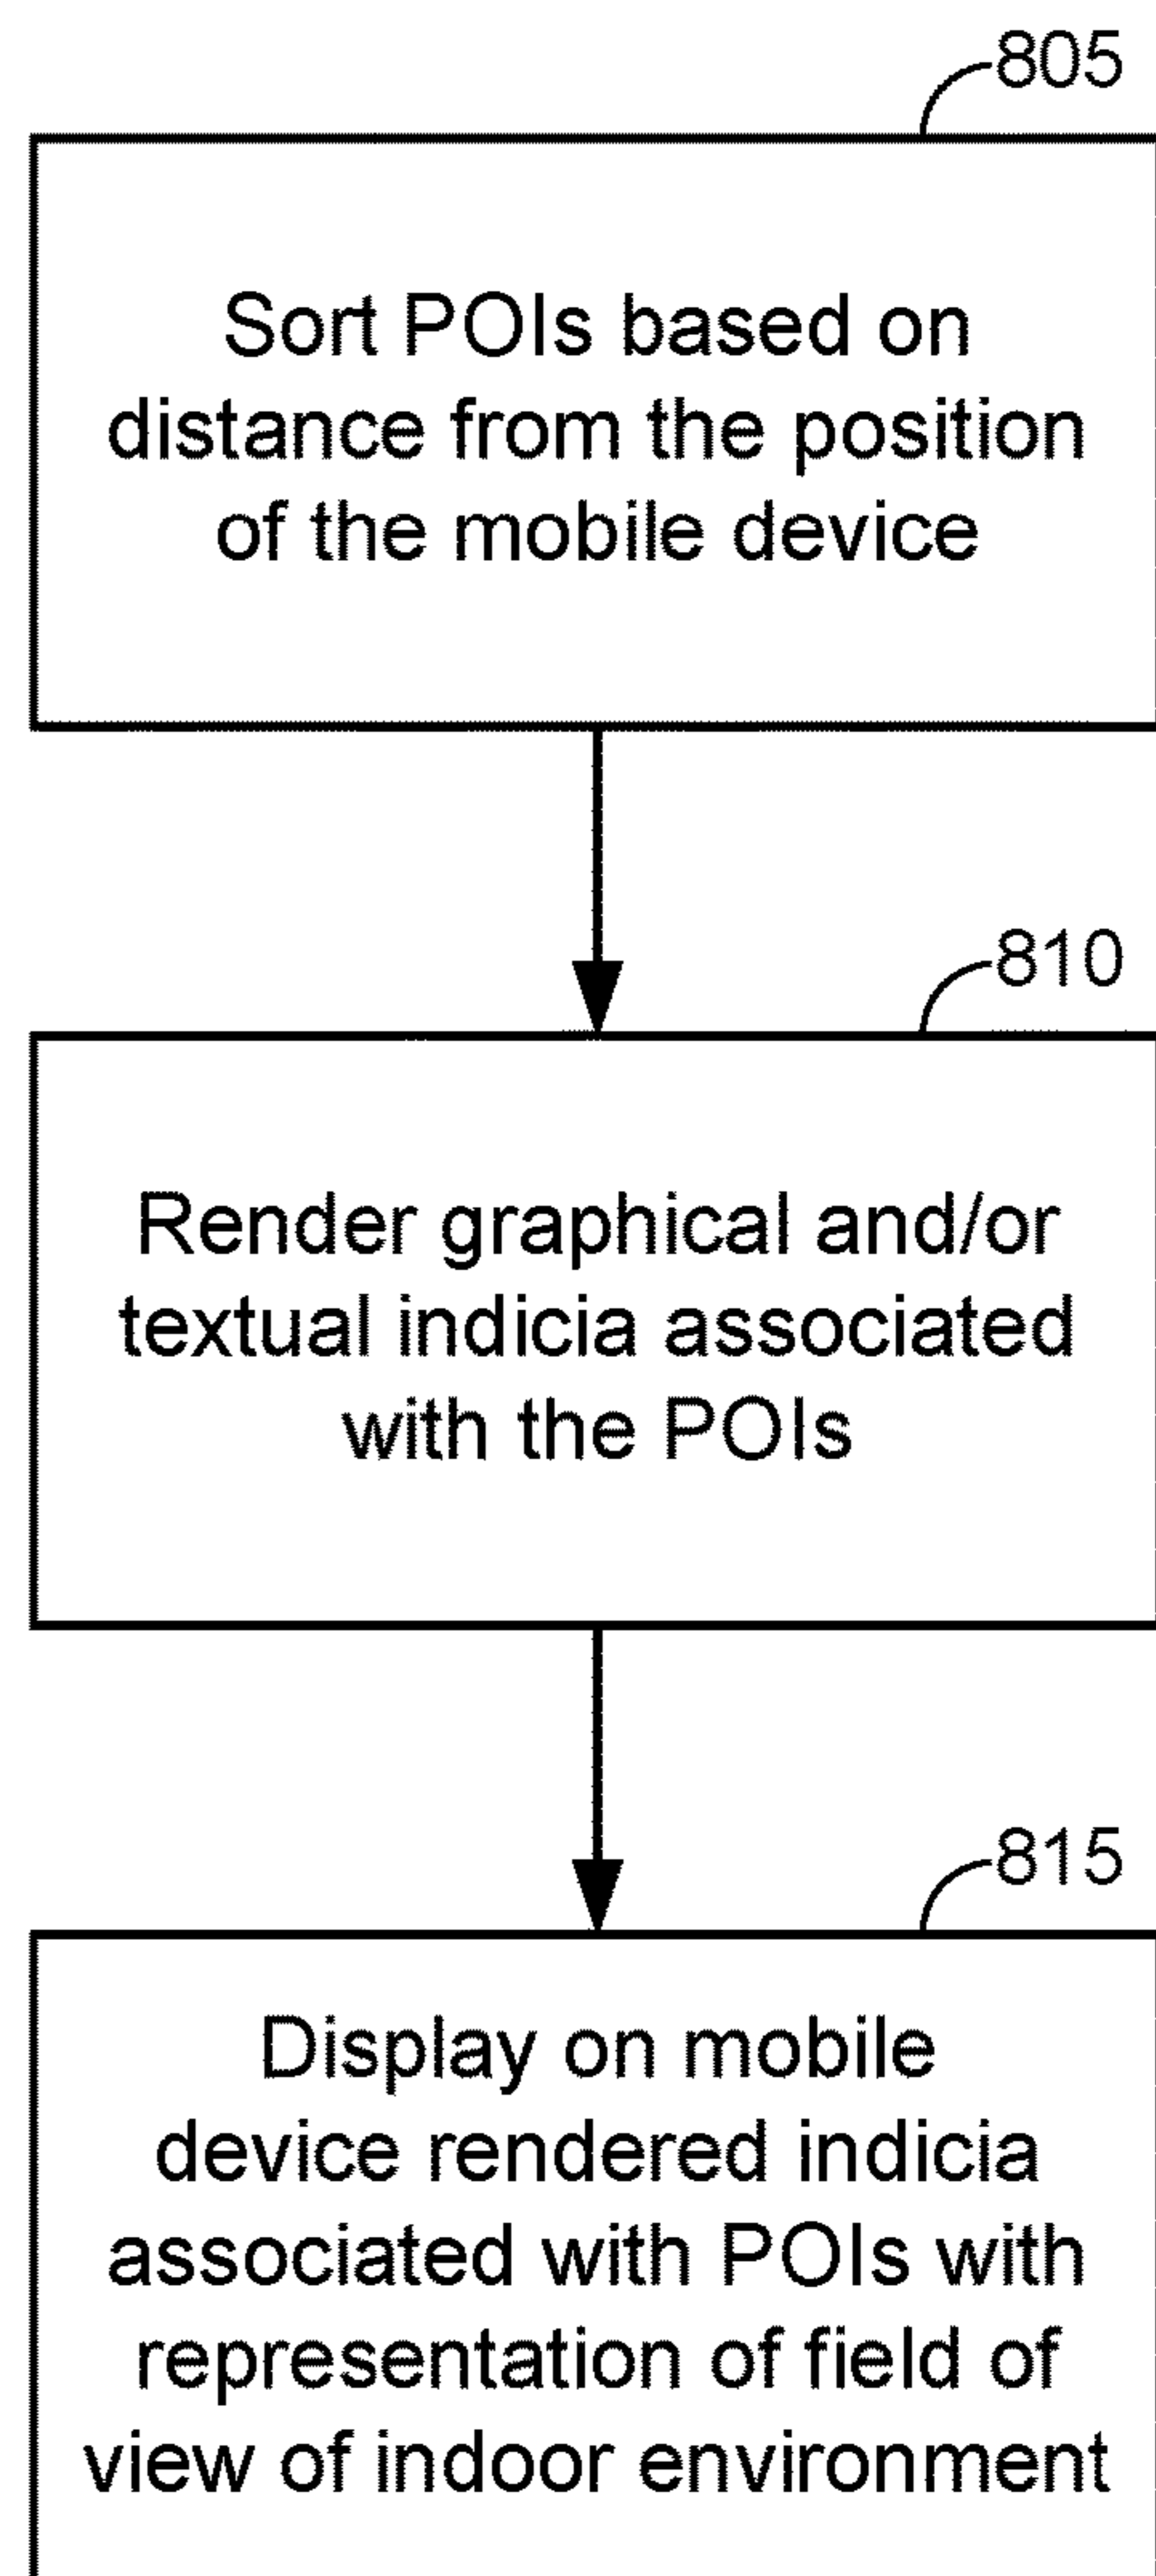 805
Sort POIs based on
distance from the position
of the mobile device
810
Render graphical and/or
textual indicia associated
with the POIs
815
Display on mobile
device rendered indicia
associated with POIs with
representation of field of
view of indoor environment